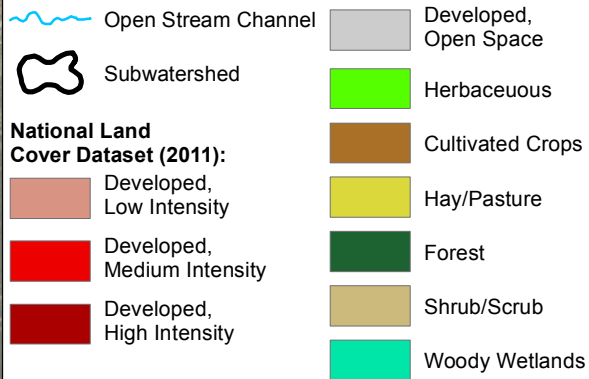 Open Stream Channel
Subwatershed
National Land
Cover Dataset (2011):
Developed,
Low Intensity
Developed,
Medium Intensity
Developed,
High Intensity
Developed,
Open Space
Herbaceuous
Cultivated Crops
Hay/Pasture
Forest
Shrub/Scrub
Woody Wetlands